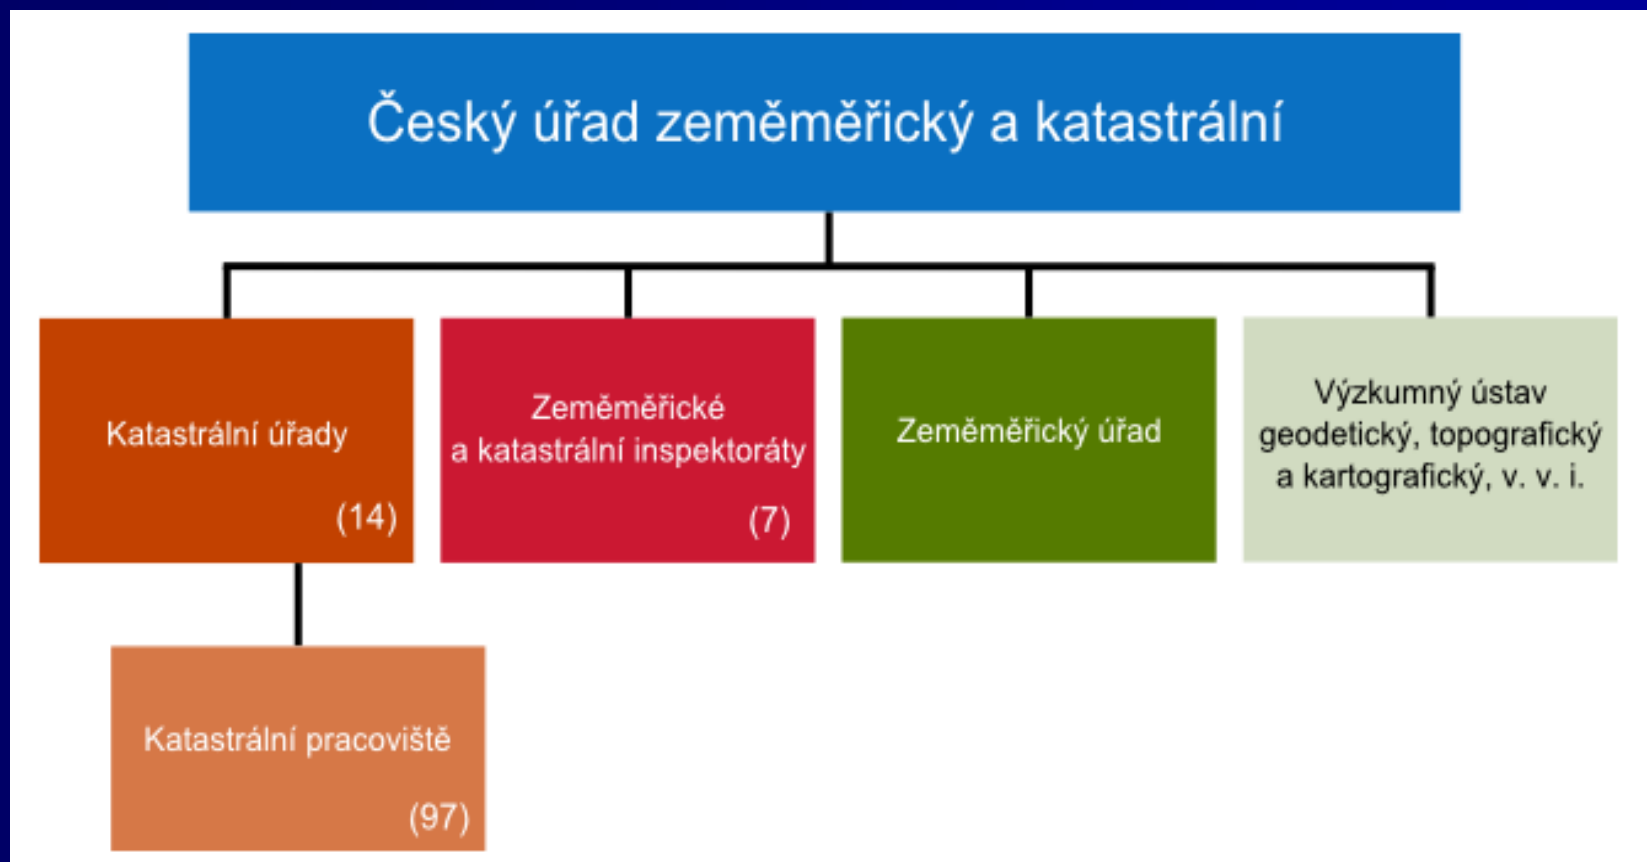 Český úřad zeměměřický a katastrální
Katastrální úřady
(14)
Zeměměřické
a katastrální inspektoráty
(7)
Zeměměřický úřad
Výzkumný ústav
geodetický, topografický
a kartografický, v. v. i.
Katastrální pracoviště
(97)